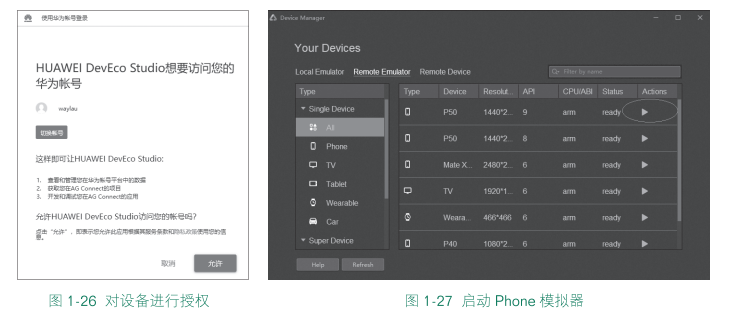 使用华为帐号登录
HUAWEI DevEco Studio想要访问您的
华为帐号
waylau
切换帐号
这样即可让HUAWEI DevEco Studio:
1. 查看和管理您在华为帐号平台中的数据
2. 获取您在AG Connect的项目
3. 开发和调试您在AG Connect的应用
允许HUAWEI DevEco Studio访问您的帐号吗?
点击“允许”，即表示您允许此应用根据其服务条款和隐私政策使用您的信
息。
取消 允许
图 1-26 对设备进行授权
Device Manager
Your Devices
Local Emulator Remote Emulator Remote Device
Filter by name
Type
Single Device
All
Phone
TV
Tablet
Wearable
Car
Super Device
Type Device Resolut... API CPU/ABI Status Actions
P50 1440*2... 9 arm ready
P50 1440*2... 8 arm ready
Mate X... 2480*2... 6 arm ready
TV 1920*1... 6 arm ready
Weara... 466*466 6 arm ready
P40 1080*2... 6 arm ready
Help Refresh
图 1-27 启动 Phone 模拟器